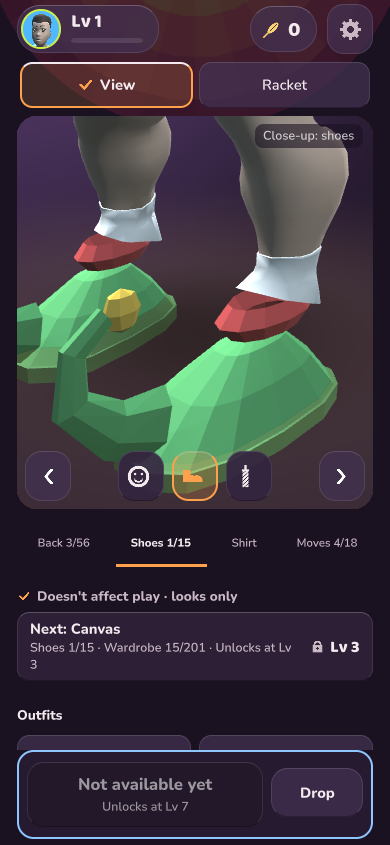 Lv 1
0
View
Racket
Close-up: shoes
Back 3/56
Shoes 1/15
Shirt
Moves 4/18
Doesn't affect play · looks only
Next: Canvas
Shoes 1/15 · Wardrobe 15/201 · Unlocks at Lv
3
Lv 3
Outfits
Not available yet
Unlocks at Lv 7
Drop